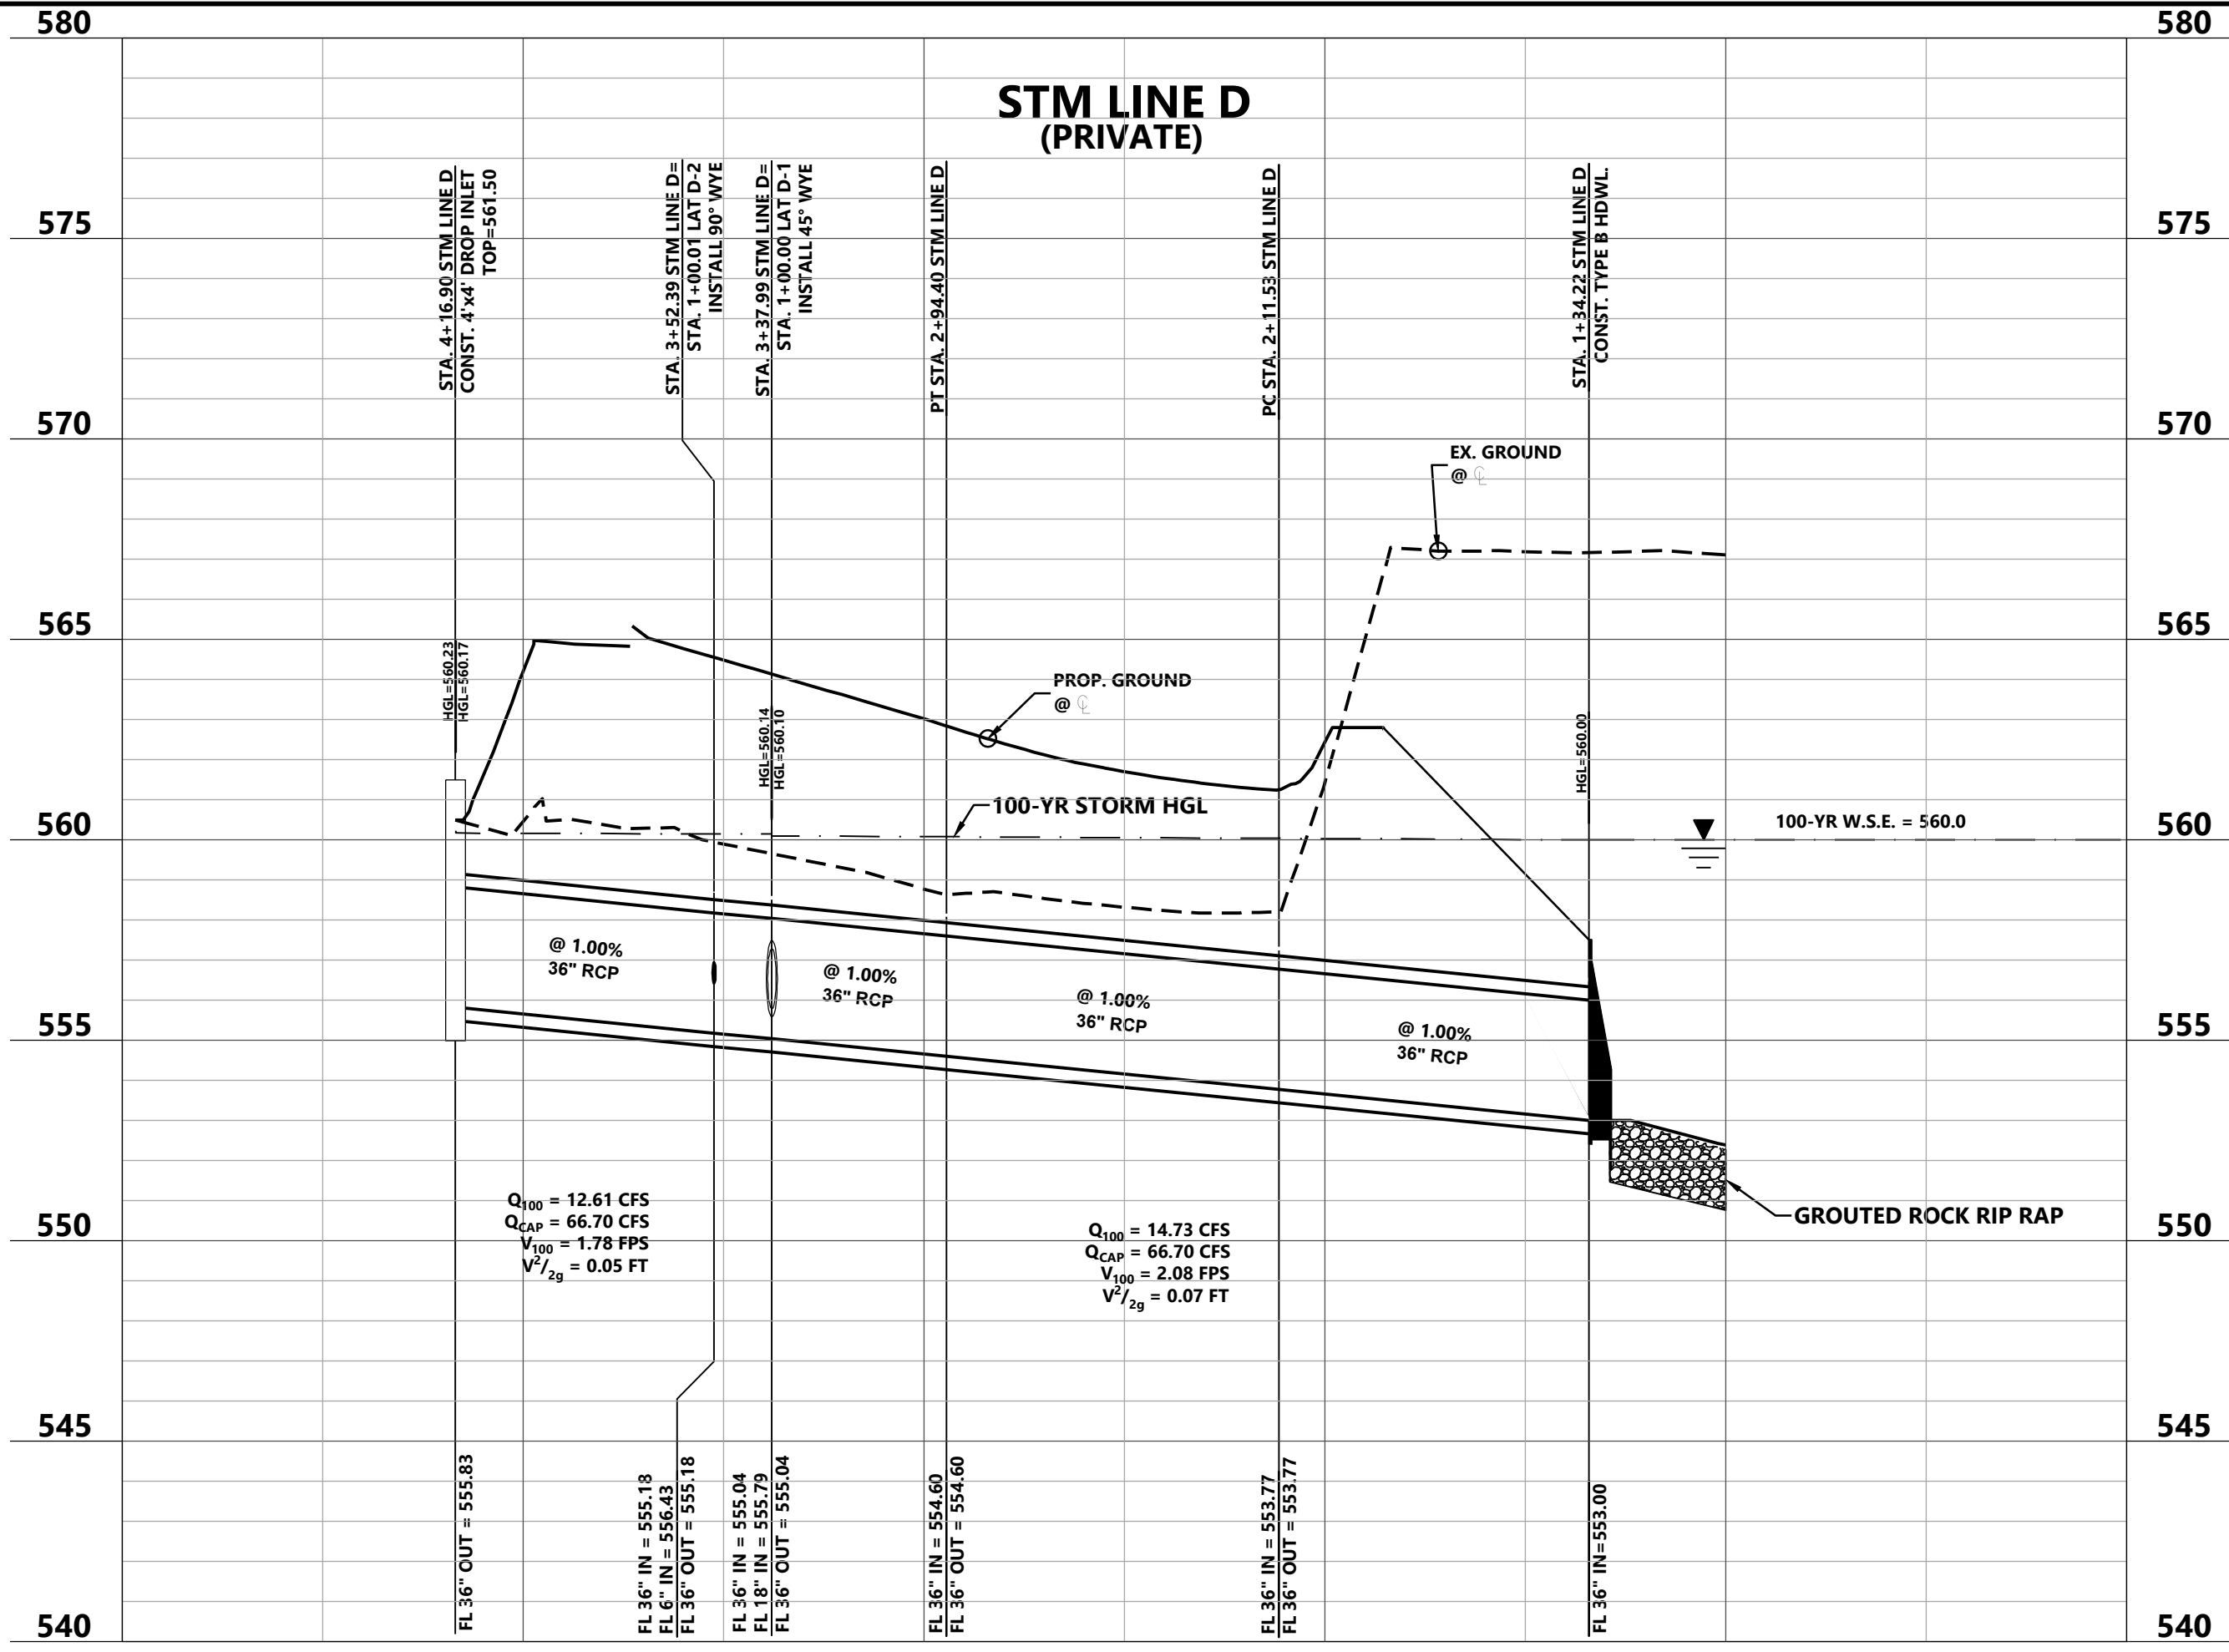 580
580
STM LINE D
(PRIVATE)
STA. 4+16.90 STM LINE D
CONST. 4'x4' DROP INLET
TOP=561.50
STA. 3+52.39 STM LINE D=
STA. 1+00.01 LAT D-2
INSTALL 90° WYE
STA. 3+37.99 STM LINE D=
STA. 1+00.00 LAT D-1
INSTALL 45° WYE
PT STA. 2+94.40 STM LINE D
PC STA. 2+11.53 STM LINE D
STA. 1+34.22 STM LINE D
CONST. TYPE B HDWL.
575
575
570
570
EX. GROUND
@ ℄
565
565
HGL=560.23
HGL=560.17
PROP. GROUND
@ ℄
HGL=560.14
HGL=560.10
HGL=560.00
100-YR STORM HGL
100-YR W.S.E. = 560.0
560
560
@ 1.00%
36" RCP
@ 1.00%
36" RCP
@ 1.00%
36" RCP
@ 1.00%
36" RCP
555
555
Q100 = 12.61 CFS
QCAP = 66.70 CFS
V100 = 1.78 FPS
V²/2g = 0.05 FT
Q100 = 14.73 CFS
QCAP = 66.70 CFS
V100 = 2.08 FPS
V²/2g = 0.07 FT
GROUTED ROCK RIP RAP
550
550
545
545
FL 36" OUT = 555.83
FL 36" IN = 555.18
FL 6" IN = 556.43
FL 36" OUT = 555.18
FL 36" IN = 555.04
FL 18" IN = 555.79
FL 36" OUT = 555.04
FL 36" IN = 554.60
FL 36" OUT = 554.60
FL 36" IN = 553.77
FL 36" OUT = 553.77
FL 36" IN=553.00
540
540